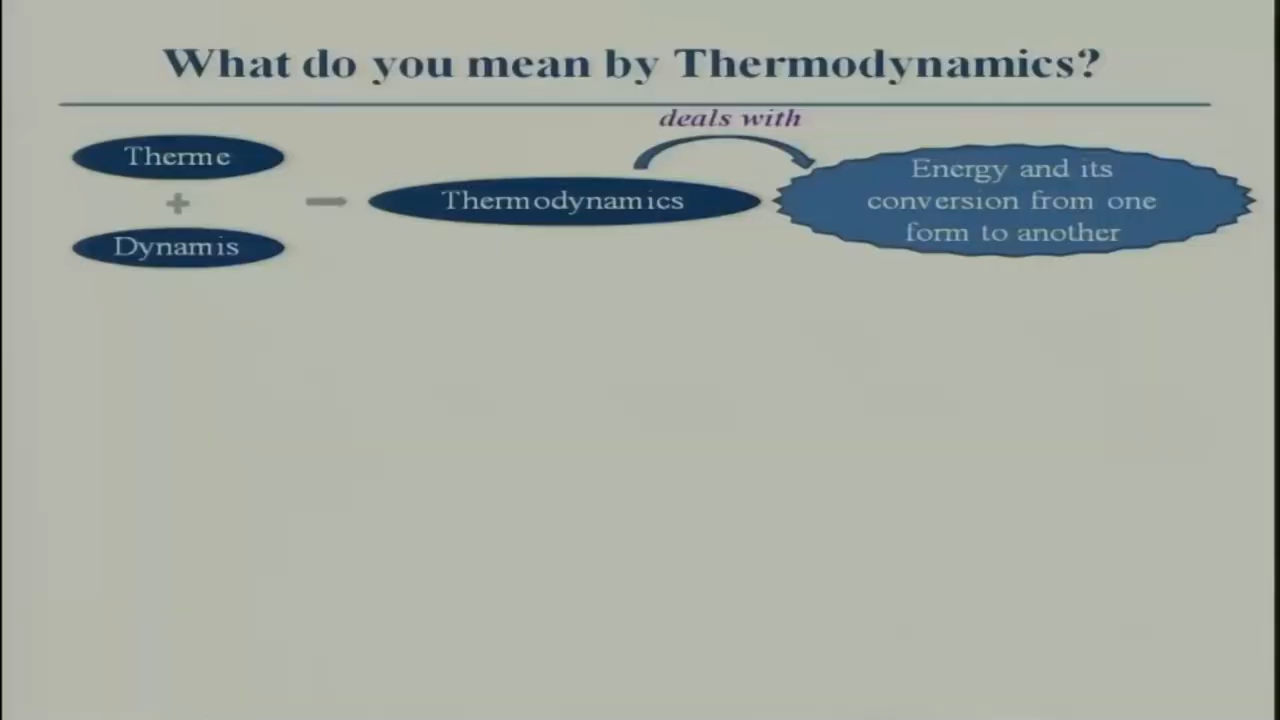 What do you mean by Thermodynamics?
deals with
Therme
+
Dynamis
Thermodynamics
Energy and its
conversion from one
form to another